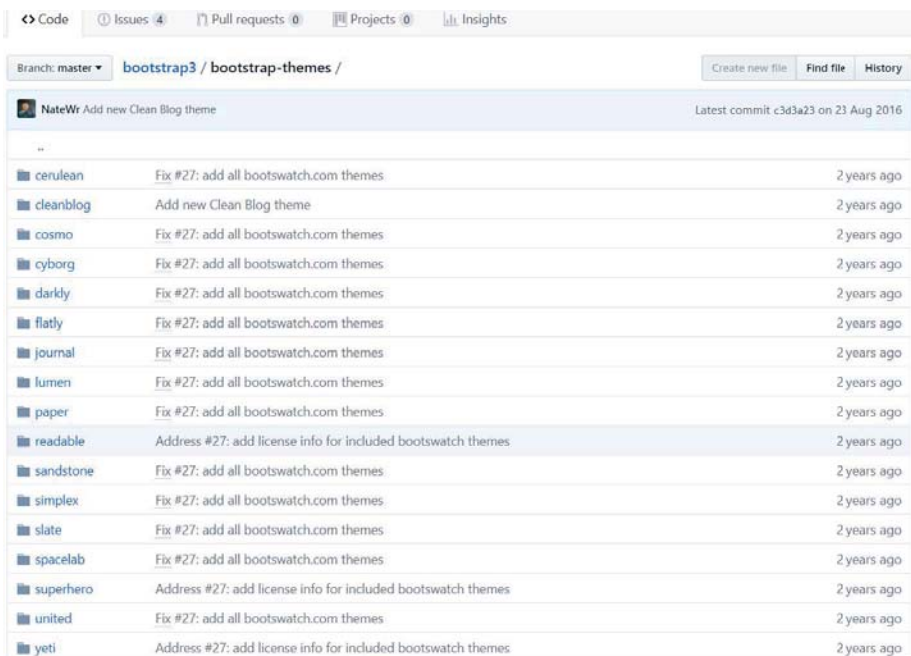 <> Code Issues 4 Pull requests 0 Projects 0 Insights
Branch: master bootstrap3 / bootstrap-themes / Create new file Find file History
NateWr Add new Clean Blog theme Latest commit c3d3a23 on 23 Aug 2016
..
cerulean Fix #27: add all bootswatch.com themes 2 years ago
cleanblog Add new Clean Blog theme 2 years ago
cosmo Fix #27: add all bootswatch.com themes 2 years ago
cyborg Fix #27: add all bootswatch.com themes 2 years ago
darkly Fix #27: add all bootswatch.com themes 2 years ago
flatly Fix #27: add all bootswatch.com themes 2 years ago
journal Fix #27: add all bootswatch.com themes 2 years ago
lumen Fix #27: add all bootswatch.com themes 2 years ago
paper Fix #27: add all bootswatch.com themes 2 years ago
readable Address #27: add license info for included bootswatch themes 2 years ago
sandstone Fix #27: add all bootswatch.com themes 2 years ago
simplex Fix #27: add all bootswatch.com themes 2 years ago
slate Fix #27: add all bootswatch.com themes 2 years ago
spacelab Fix #27: add all bootswatch.com themes 2 years ago
superhero Address #27: add license info for included bootswatch themes 2 years ago
united Fix #27: add all bootswatch.com themes 2 years ago
yeti Address #27: add license info for included bootswatch themes 2 years ago